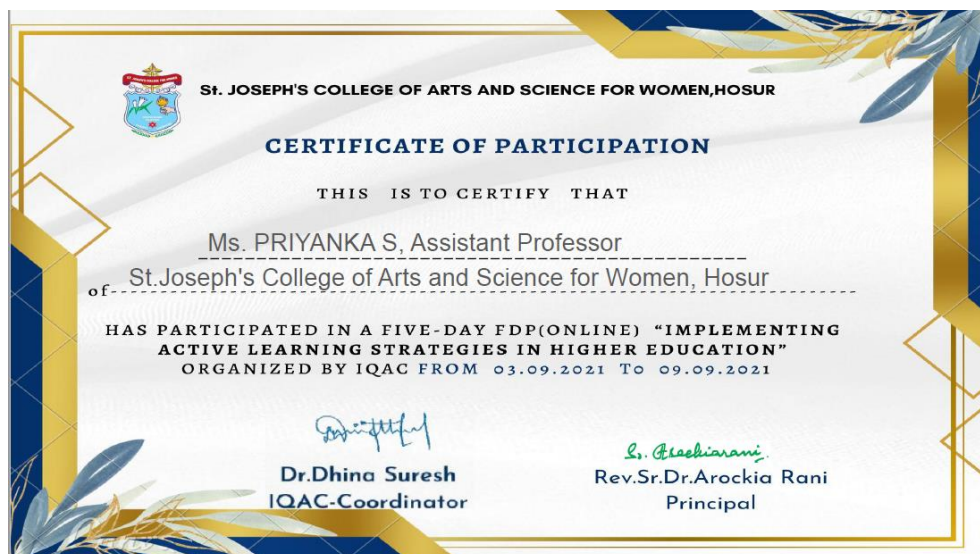 St. JOSEPH'S COLLEGE OF ARTS AND SCIENCE FOR WOMEN,HOSUR
CERTIFICATE OF PARTICIPATION
THIS IS TO CERTIFY THAT
Ms. PRIYANKA S, Assistant Professor
of St.Joseph's College of Arts and Science for Women, Hosur
HAS PARTICIPATED IN A FIVE-DAY FDP(ONLINE) “IMPLEMENTING
ACTIVE LEARNING STRATEGIES IN HIGHER EDUCATION”
ORGANIZED BY IQAC FROM 03.09.2021 TO 09.09.2021
Dr.Dhina Suresh
IQAC-Coordinator
Sr. Arockiarani
Rev.Sr.Dr.Arockia Rani
Principal